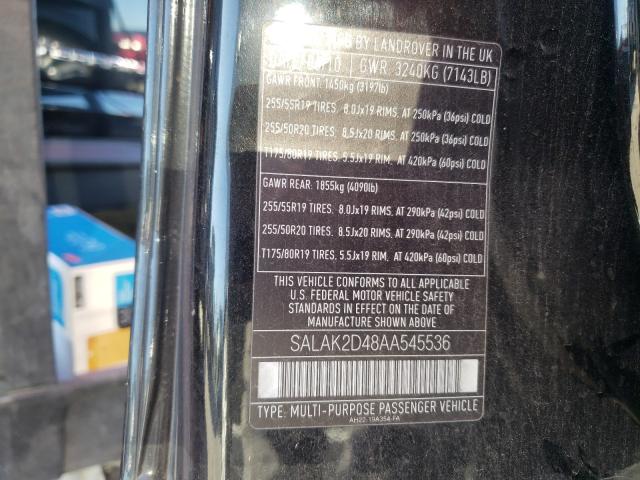 BY LANDROVER IN THE UK
GWR. 3240KG (7143LB)
GAWR FRONT: 1450kg (3197lb)
255/55R19 TIRES. 8.0Jx19 RIMS. AT 250kPa (36psi) COLD
255/50R20 TIRES. 8.5Jx20 RIMS. AT 250kPa (36psi) COLD
T175/80R19 TIRES. 5.5Jx19 RIM. AT 420kPa (60psi) COLD
GAWR REAR: 1855kg (4090lb)
255/55R19 TIRES. 8.0Jx19 RIMS. AT 290kPa (42psi) COLD
255/50R20 TIRES. 8.5Jx20 RIMS. AT 290kPa (42psi) COLD
T175/80R19 TIRES. 5.5Jx19 RIMS. AT 420kPa (60psi) COLD
THIS VEHICLE CONFORMS TO ALL APPLICABLE
U.S. FEDERAL MOTOR VEHICLE SAFETY
STANDARDS IN EFFECT ON THE DATE OF
MANUFACTURE SHOWN ABOVE.
SALAK2D48AA545536
TYPE: MULTI-PURPOSE PASSENGER VEHICLE
AH22-19A354-FA